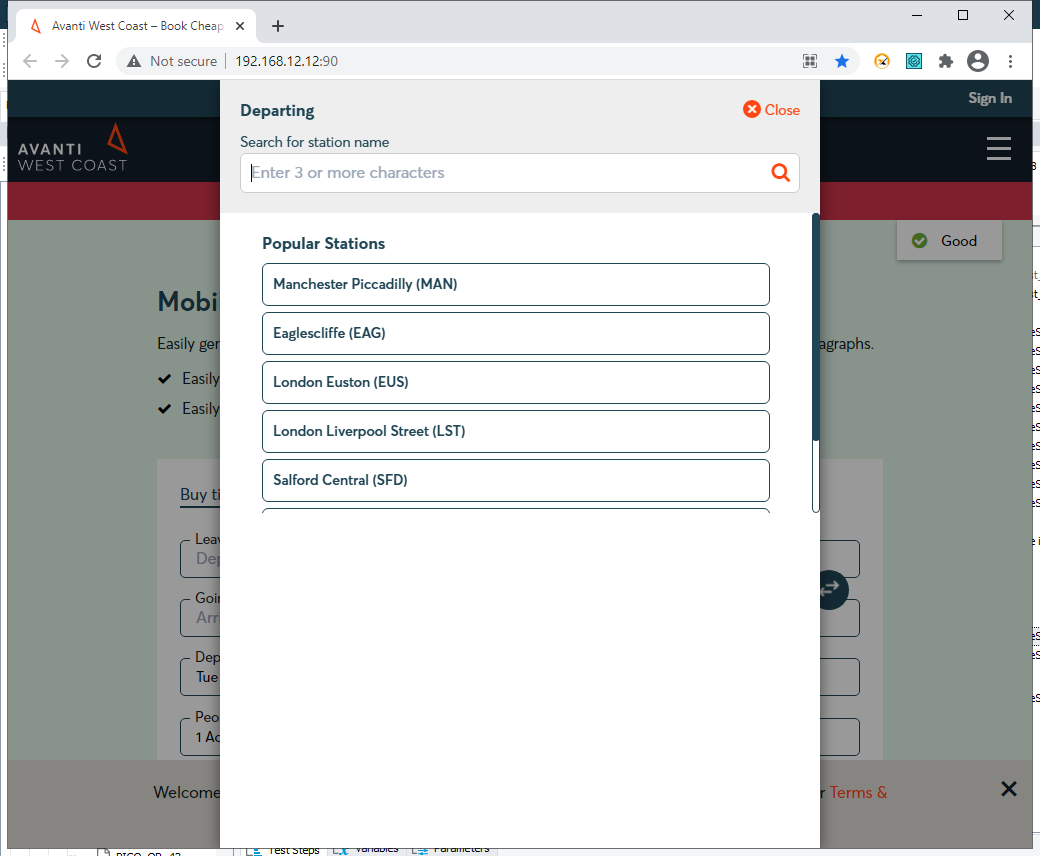 Avanti West Coast – Book Cheap
Not secure
192.168.12.12:90
Sign In
AVANTI
WEST COAST
Departing
Close
Search for station name
Enter 3 or more characters
Popular Stations
Good
Manchester Piccadilly (MAN)
Mobi
Eaglescliffe (EAG)
Easily ger
agraphs.
Easily
London Euston (EUS)
Easily
London Liverpool Street (LST)
Salford Central (SFD)
Buy ti
Leav
Dep
Goin
Arri
Dep
Tue
Peo
1 Ad
Welcome
r Terms &
Test Steps
Variables
Parameters